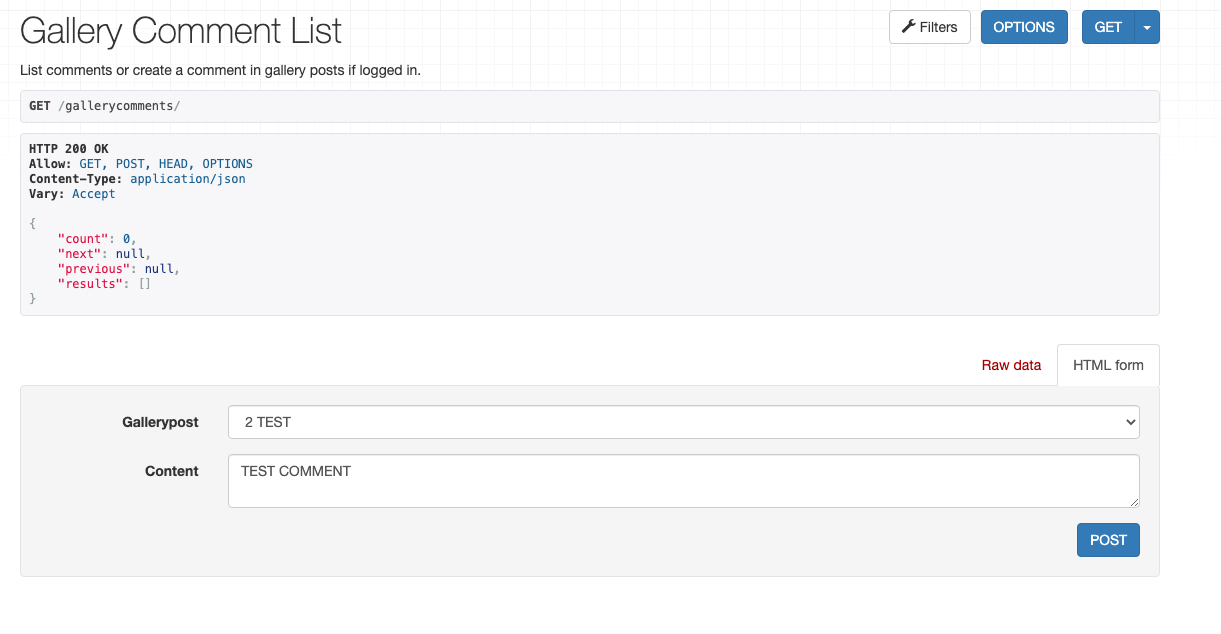 Gallery Comment List
Filters
OPTIONS
GET
List comments or create a comment in gallery posts if logged in.
GET /gallerycomments/
HTTP 200 OK
Allow: GET, POST, HEAD, OPTIONS
Content-Type: application/json
Vary: Accept
{
    "count": 0,
    "next": null,
    "previous": null,
    "results": []
}
Raw data
HTML form
Gallerypost
2 TEST
Content
TEST COMMENT
POST